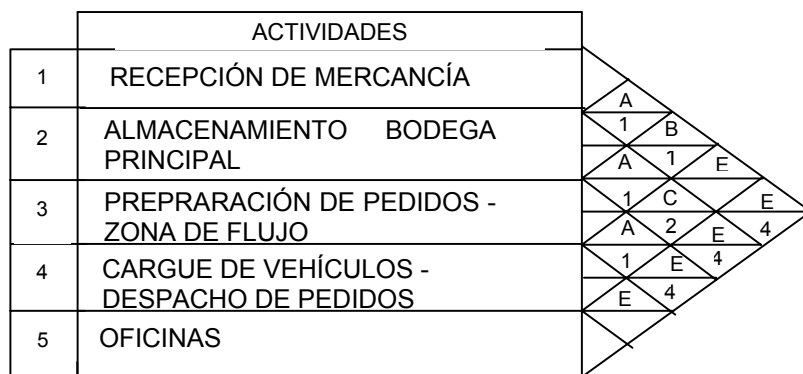 ACTIVIDADES
1 RECEPCIÓN DE MERCANCÍA
A
2 ALMACENAMIENTO BODEGA
PRINCIPAL
1 B
A 1 E
3 PREPRARACIÓN DE PEDIDOS -
ZONA DE FLUJO
1 C E
A 2 E 4
4 CARGUE DE VEHÍCULOS -
DESPACHO DE PEDIDOS
1 E 4
E 4
5 OFICINAS